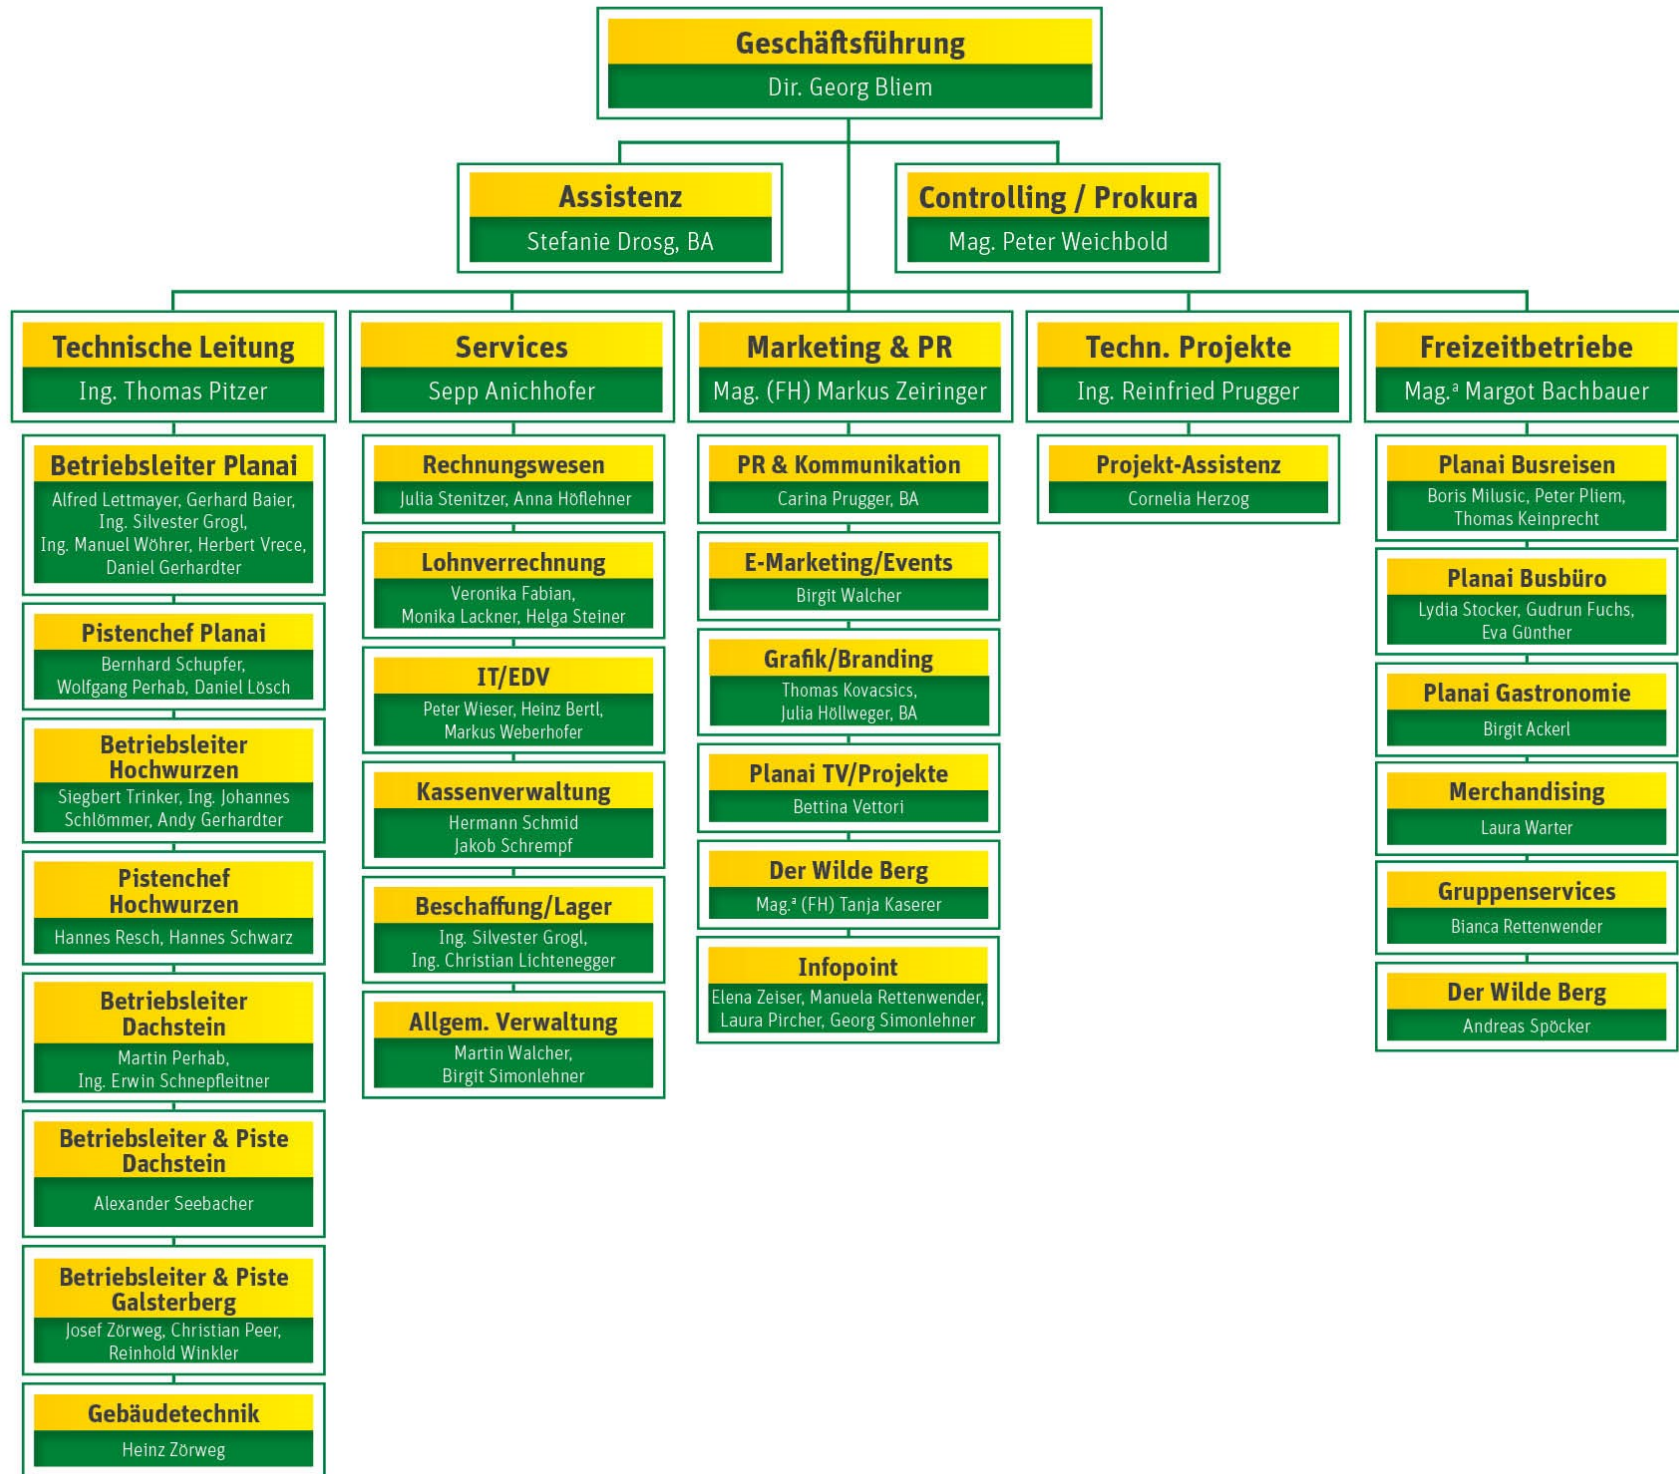 Geschäftsführung
Dir. Georg Bliem
Assistenz
Stefanie Drosg, BA
Controlling / Prokura
Mag. Peter Weichbold
Technische Leitung
Ing. Thomas Pitzer
Betriebsleiter Planai
Alfred Lettmayer, Gerhard Baier,
Ing. Silvester Grogl,
Ing. Manuel Wöhrer, Herbert Vrece,
Daniel Gerhardter
Pistenchef Planai
Bernhard Schupfer,
Wolfgang Perhab, Daniel Lösch
Betriebsleiter
Hochwurzen
Siegbert Trinker, Ing. Johannes
Schlömmer, Andy Gerhardter
Pistenchef
Hochwurzen
Hannes Resch, Hannes Schwarz
Betriebsleiter
Dachstein
Martin Perhab,
Ing. Erwin Schnepfleitner
Betriebsleiter & Piste
Dachstein
Alexander Seebacher
Betriebsleiter & Piste
Galsterberg
Josef Zörweg, Christian Peer,
Reinhold Winkler
Gebäudetechnik
Heinz Zörweg
Services
Sepp Anichhofer
Rechnungswesen
Julia Stenitzer, Anna Höflehner
Lohnverrechnung
Veronika Fabian,
Monika Lackner, Helga Steiner
IT/EDV
Peter Wieser, Heinz Bertl,
Markus Weberhofer
Kassenverwaltung
Hermann Schmid
Jakob Schrempf
Beschaffung/Lager
Ing. Silvester Grogl,
Ing. Christian Lichtenegger
Allgem. Verwaltung
Martin Walcher,
Birgit Simonlehner
Marketing & PR
Mag. (FH) Markus Zeiringer
PR & Kommunikation
Carina Prugger, BA
E-Marketing/Events
Birgit Walcher
Grafik/Branding
Thomas Kovacsics,
Julia Höllweger, BA
Planai TV/Projekte
Bettina Vettori
Der Wilde Berg
Mag.ª (FH) Tanja Kaserer
Infopoint
Elena Zeiser, Manuela Rettenwender,
Laura Pircher, Georg Simonlehner
Techn. Projekte
Ing. Reinfried Prugger
Projekt-Assistenz
Cornelia Herzog
Freizeitbetriebe
Mag.ª Margot Bachbauer
Planai Busreisen
Boris Milusic, Peter Pliem,
Thomas Keinprecht
Planai Busbüro
Lydia Stocker, Gudrun Fuchs,
Eva Günther
Planai Gastronomie
Birgit Ackerl
Merchandising
Laura Warter
Gruppenservices
Bianca Rettenwender
Der Wilde Berg
Andreas Spöcker